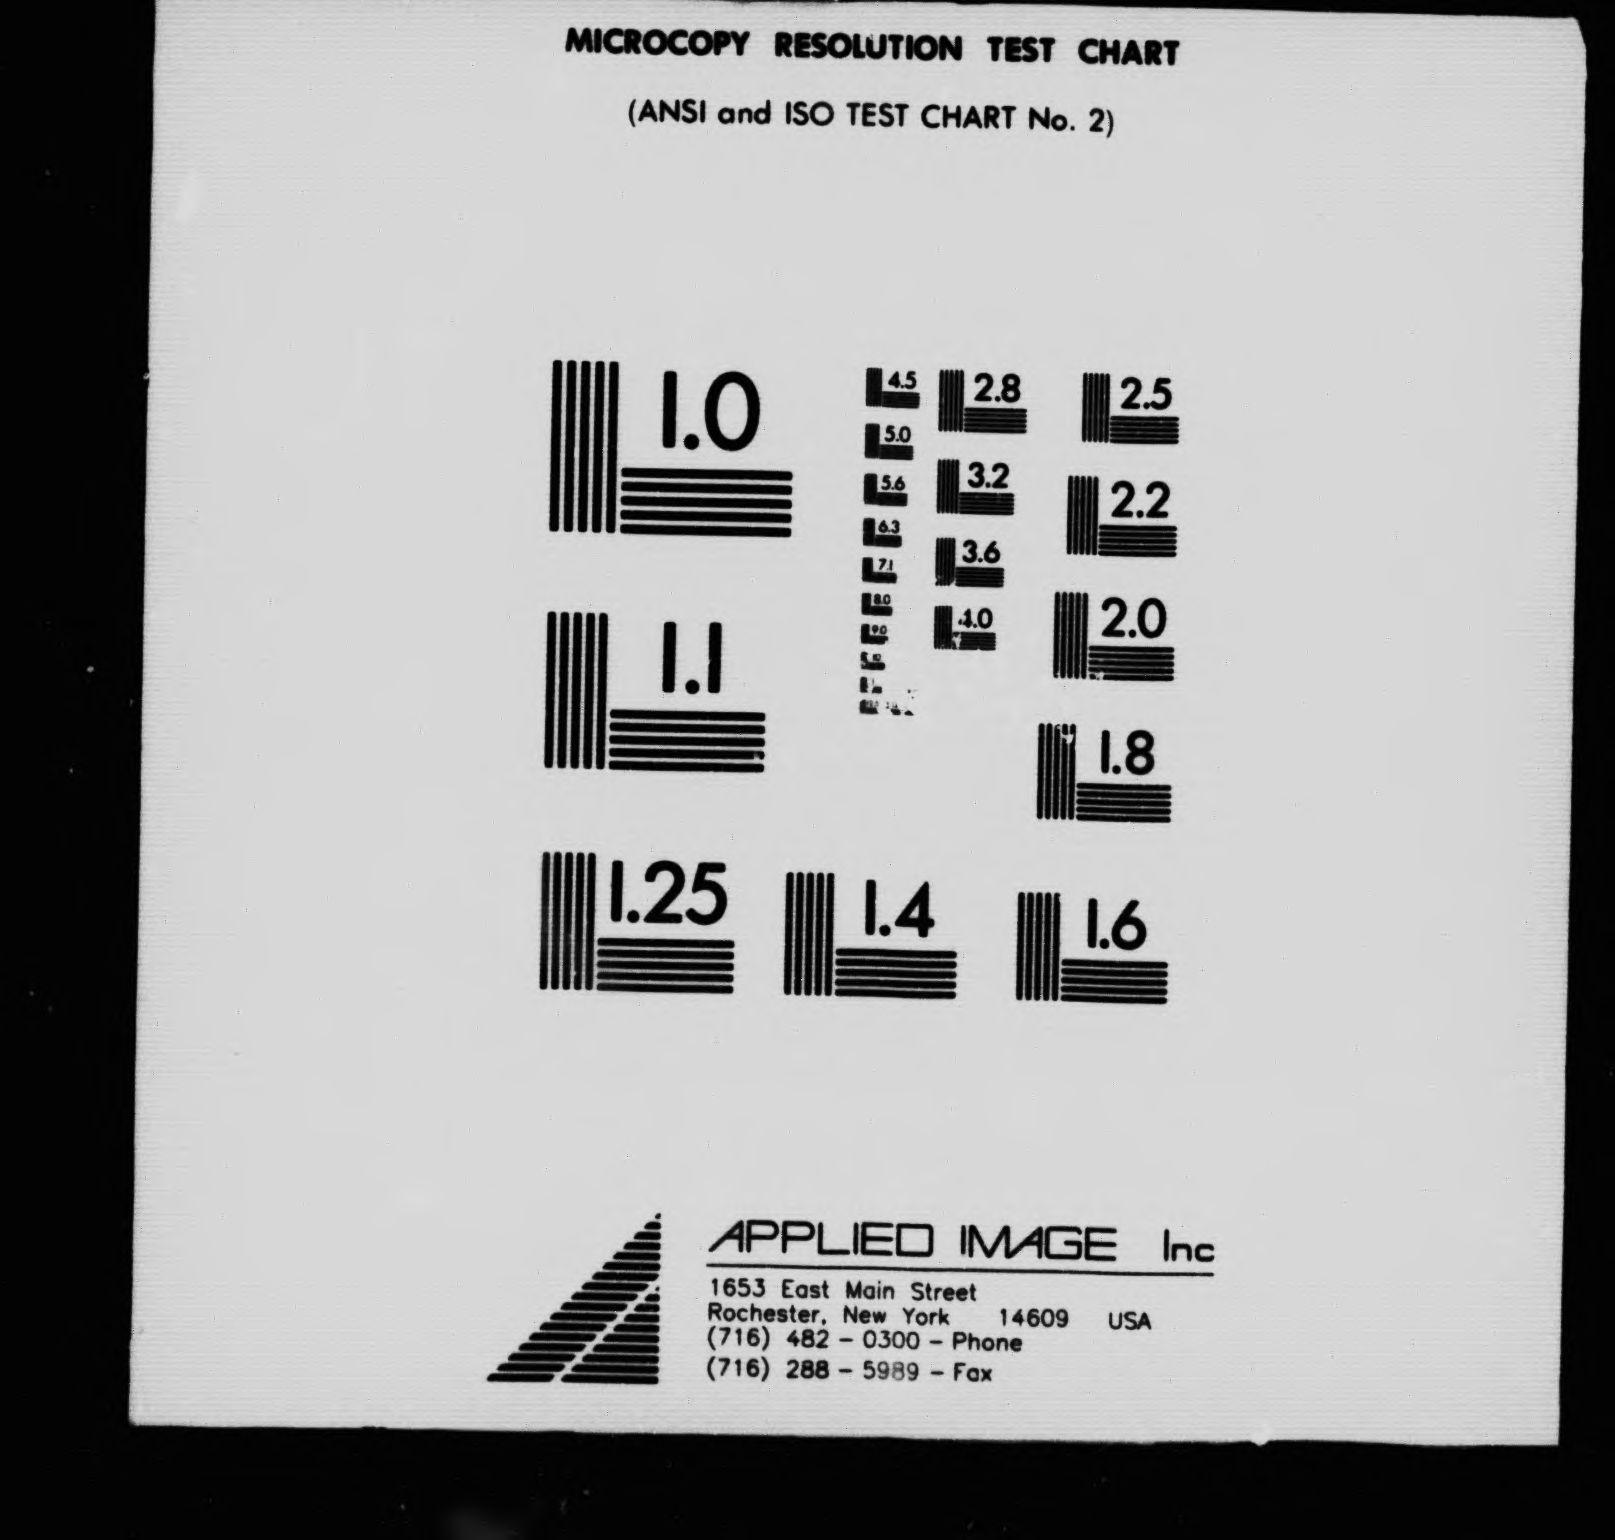 MICROCOPY RESOLUTION TEST CHART
(ANSI and ISO TEST CHART No. 2)
1.0
4.5
2.8
2.5
5.0
3.2
2.2
5.6
6.3
3.6
7.1
8.0
4.0
2.0
9.0
1.1
1.8
1.25
1.4
1.6
APPLIED IMAGE Inc
1653 East Main Street
Rochester, New York 14609 USA
(716) 482 - 0300 - Phone
(716) 288 - 5989 - Fax